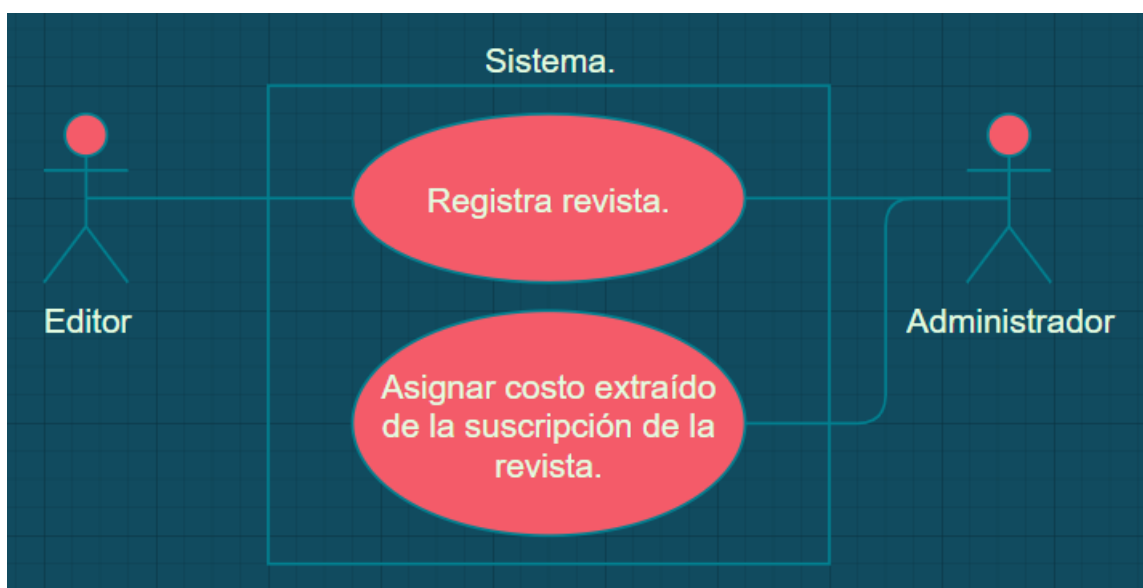 Sistema.
Registra revista.
Editor
Administrador
Asignar costo extraído
de la suscripción de la
revista.